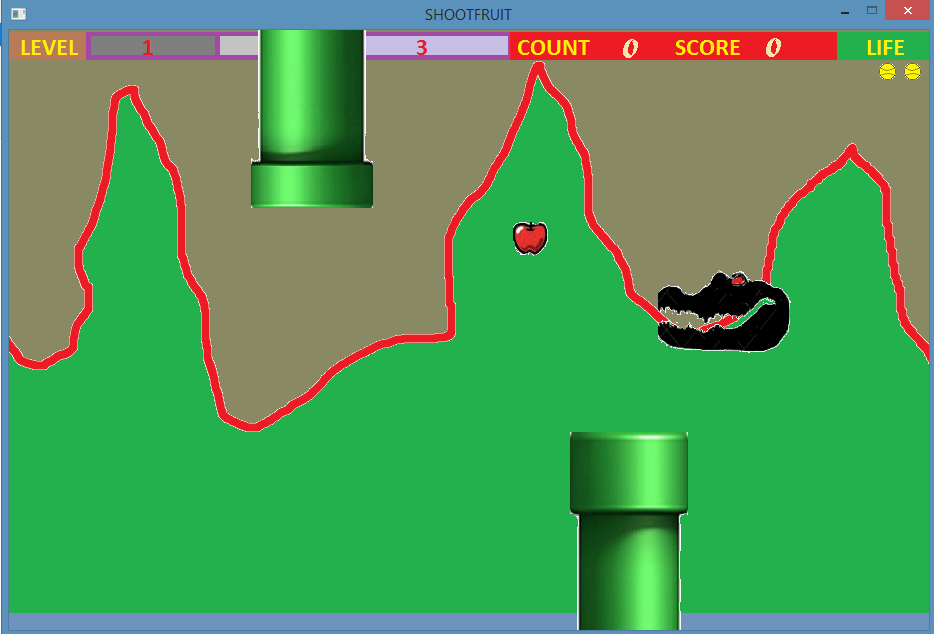 SHOOTFRUIT
LEVEL 1 3 COUNT 0 SCORE 0 LIFE